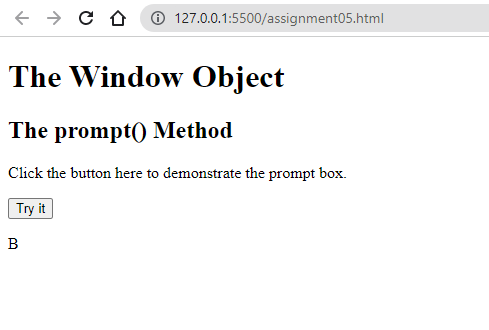 127.0.0.1:5500/assignment05.html
The Window Object
The prompt() Method
Click the button here to demonstrate the prompt box.
Try it
B